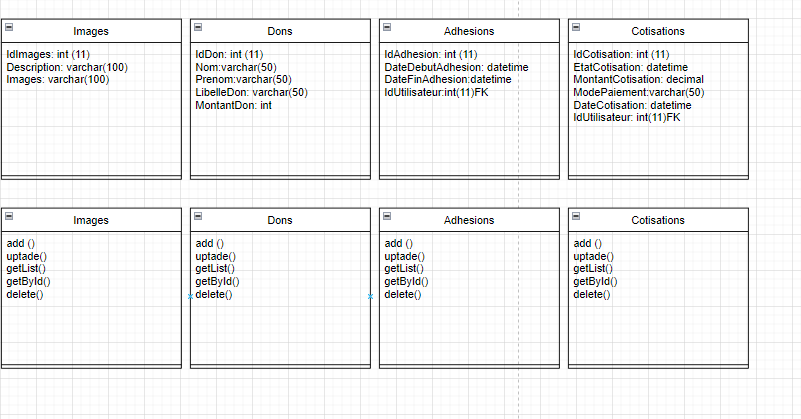 Images
IdImages: int (11)
Description: varchar(100)
Images: varchar(100)
Dons
IdDon: int (11)
Nom:varchar(50)
Prenom:varchar(50)
LibelleDon: varchar(50)
MontantDon: int
Adhesions
IdAdhesion: int (11)
DateDebutAdhesion: datetime
DateFinAdhesion:datetime
IdUtilisateur:int(11)FK
Cotisations
IdCotisation: int (11)
EtatCotisation: datetime
MontantCotisation: decimal
ModePaiement:varchar(50)
DateCotisation: datetime
IdUtilisateur: int(11)FK
Images
add ()
uptade()
getList()
getById()
delete()
Dons
add ()
uptade()
getList()
getById()
delete()
Adhesions
add ()
uptade()
getList()
getById()
delete()
Cotisations
add ()
uptade()
getList()
getById()
delete()